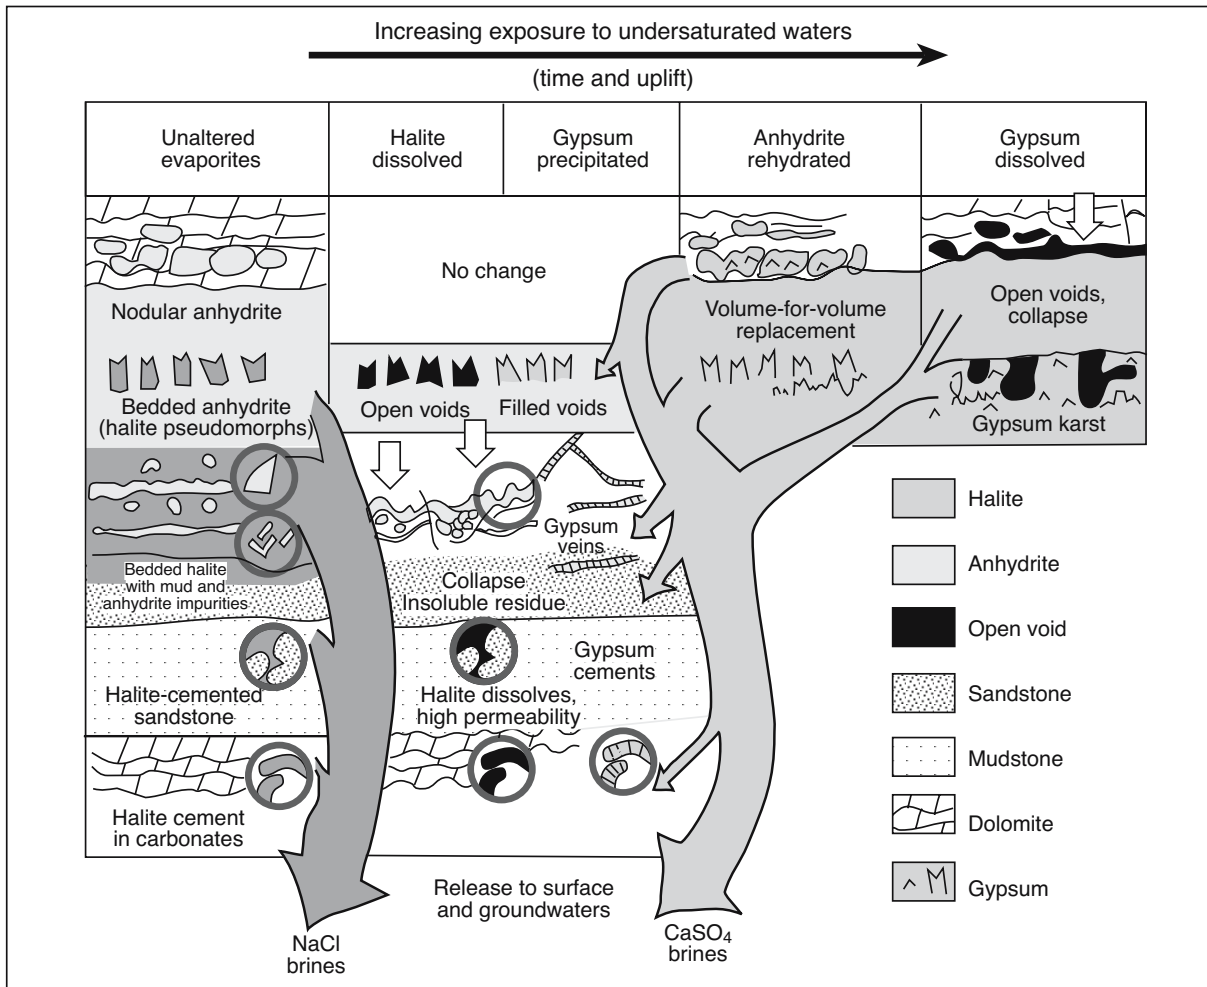 Increasing exposure to undersaturated waters
(time and uplift)
Unaltered
evaporites
Halite
dissolved
Gypsum
precipitated
Anhydrite
rehydrated
Gypsum
dissolved
Nodular anhydrite
No change
Volume-for-volume
replacement
Open voids,
collapse
Bedded anhydrite
(halite pseudomorphs)
Open voids
Filled voids
Gypsum karst
Bedded halite
with mud and
anhydrite impurities
Gypsum
veins
Collapse
Insoluble residue
Halite-cemented
sandstone
Halite dissolves,
high permeability
Gypsum
cements
Halite cement
in carbonates
Release to surface
and groundwaters
NaCl
brines
CaSO₄
brines
Halite
Anhydrite
Open void
Sandstone
Mudstone
Dolomite
Gypsum